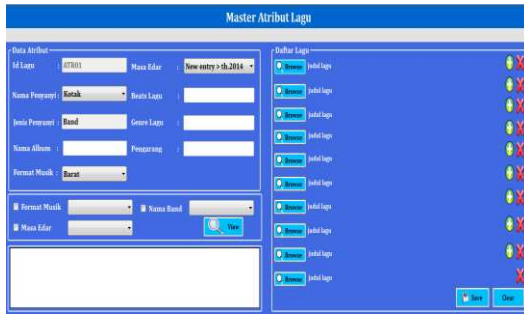 Master Atribut Lagu
Data Atribut
Id Lagu : ATR01
Masa Edar : New entry > th.2014
Nama Penyanyi : Kotak
Beats Lagu :
Jenis Penyanyi : Band
Genre Lagu :
Nama Album :
Pengarang :
Format Musik : Barat
Format Musik
Nama Band
Masa Edar
View
Daftar Lagu
Browse judul lagu
Browse judul lagu
Browse judul lagu
Browse judul lagu
Browse judul lagu
Browse judul lagu
Browse judul lagu
Browse judul lagu
Browse judul lagu
Browse judul lagu
Save Clear